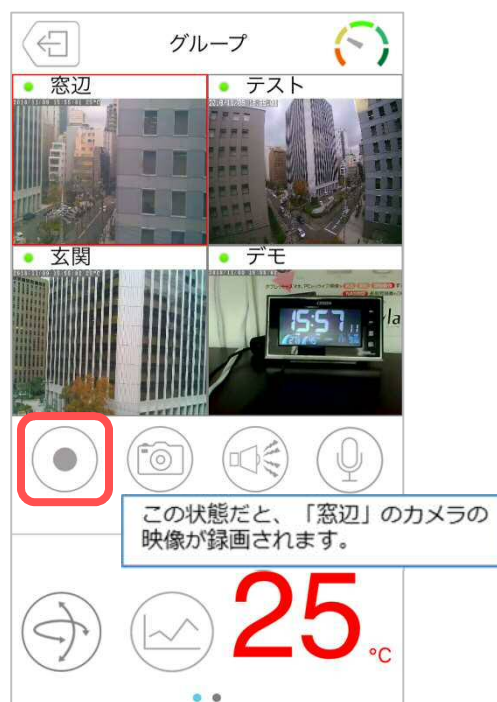 グループ
窓辺
テスト
玄関
デモ
15:57
この状態だと、「窓辺」のカメラの
映像が録画されます。
25
℃